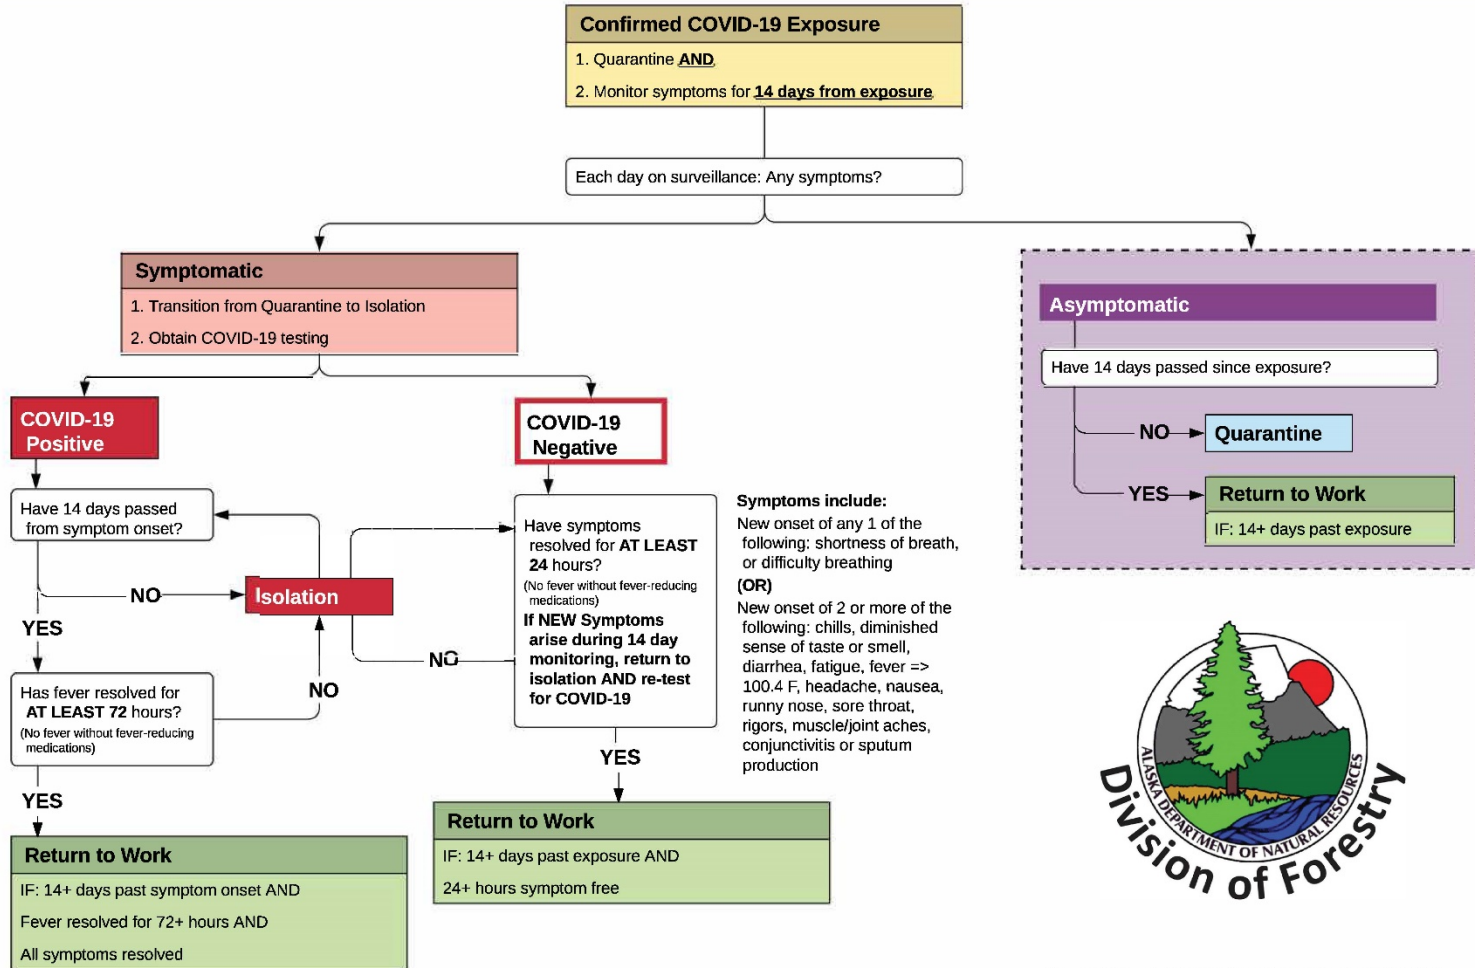 Confirmed COVID-19 Exposure
1. Quarantine AND
2. Monitor symptoms for 14 days from exposure
Each day on surveillance: Any symptoms?
Symptomatic
1. Transition from Quarantine to Isolation
2. Obtain COVID-19 testing
COVID-19
Positive
Have 14 days passed
from symptom onset?
NO
Isolation
YES
Has fever resolved for
AT LEAST 72 hours?
(No fever without fever-reducing
medications)
NO
YES
Return to Work
IF: 14+ days past symptom onset AND
Fever resolved for 72+ hours AND
All symptoms resolved
COVID-19
Negative
Have symptoms
resolved for AT LEAST
24 hours?
(No fever without fever-reducing
medications)
If NEW Symptoms
arise during 14 day
monitoring, return to
isolation AND re-test
for COVID-19
NO
YES
Return to Work
IF: 14+ days past exposure AND
24+ hours symptom free
Symptoms include:
New onset of any 1 of the
following: shortness of breath,
or difficulty breathing
(OR)
New onset of 2 or more of the
following: chills, diminished
sense of taste or smell,
diarrhea, fatigue, fever =>
100.4 F, headache, nausea,
runny nose, sore throat,
rigors, muscle/joint aches,
conjunctivitis or sputum
production
Asymptomatic
Have 14 days passed since exposure?
NO
Quarantine
YES
Return to Work
IF: 14+ days past exposure
ALASKA DEPARTMENT OF NATURAL RESOURCES
Division of Forestry